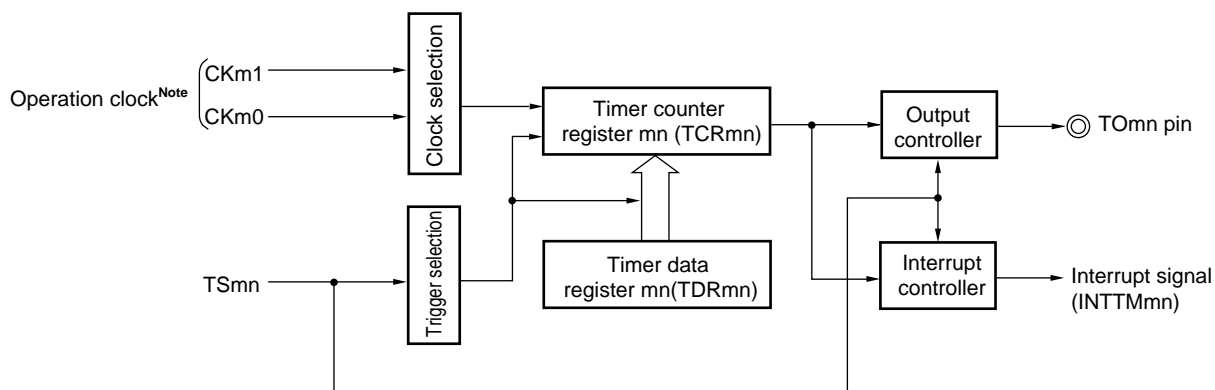 Operation clockNote
CKm1
CKm0
Clock selection
Timer counter
register mn (TCRmn)
Output
controller
TOmn pin
TSmn
Trigger selection
Timer data
register mn(TDRmn)
Interrupt
controller
Interrupt signal
(INTTMmn)